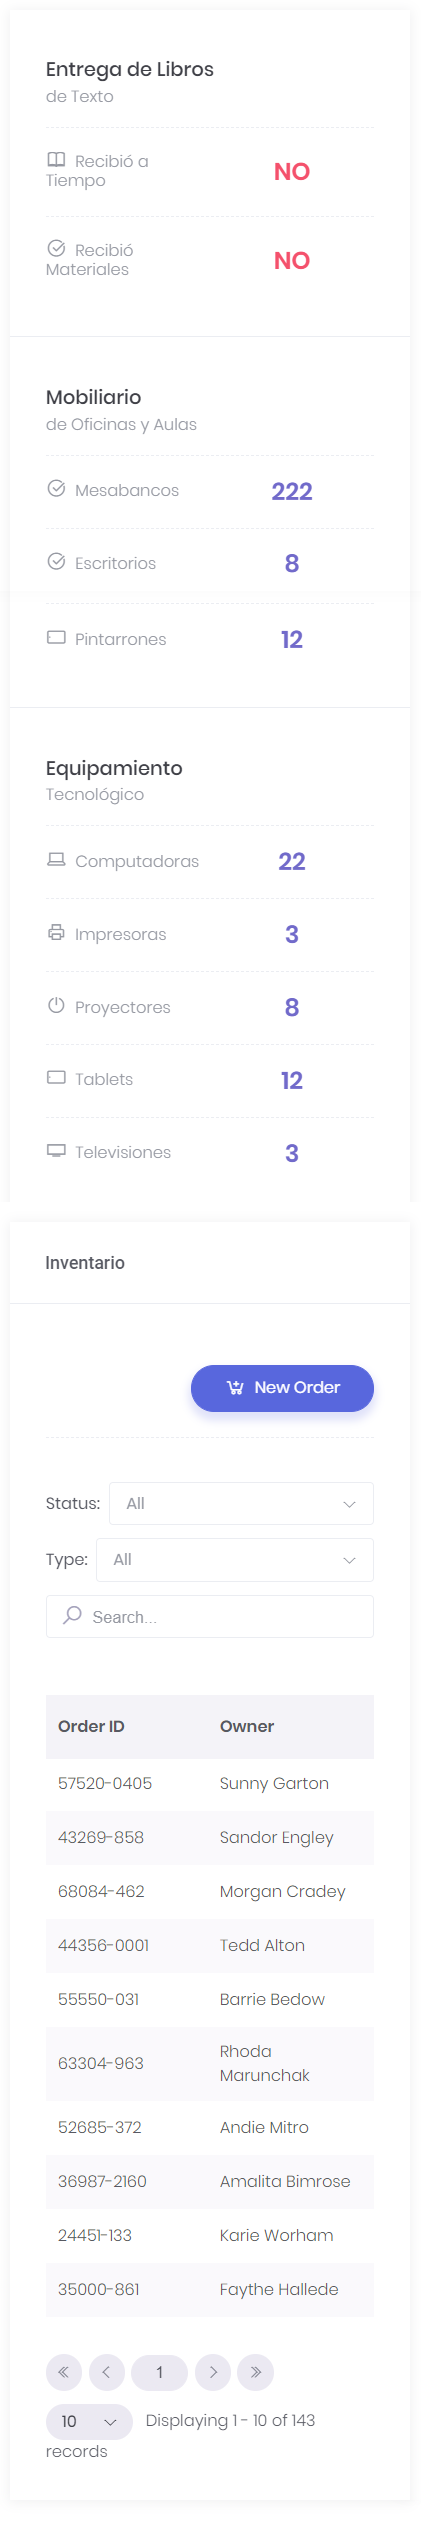 Entrega de Libros
de Texto
Recibió a
Tiempo
NO
Recibió
Materiales
NO
Mobiliario
de Oficinas y Aulas
Mesabancos 222
Escritorios 8
Pintarrones 12
Equipamiento
Tecnológico
Computadoras 22
Impresoras 3
Proyectores 8
Tablets 12
Televisiones 3
Inventario
New Order
Status: All
Type: All
Search...
Order ID Owner
57520-0405 Sunny Garton
43269-858 Sandor Engley
68084-462 Morgan Cradey
44356-0001 Tedd Alton
55550-031 Barrie Bedow
63304-963 Rhoda
Marunchak
52685-372 Andie Mitro
36987-2160 Amalita Bimrose
24451-133 Karie Worham
35000-861 Faythe Hallede
1
10 Displaying 1 - 10 of 143
records